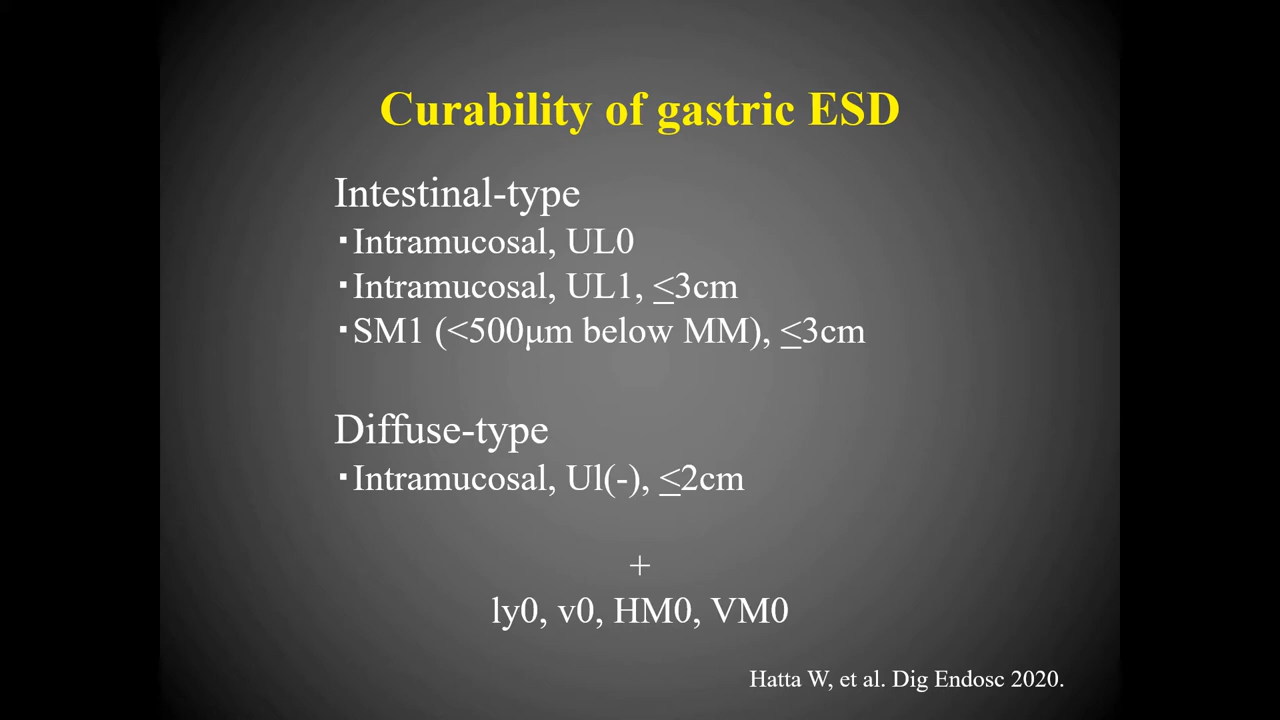 Curability of gastric ESD
Intestinal-type
･Intramucosal, UL0
･Intramucosal, UL1, ≤3cm
･SM1 (<500μm below MM), ≤3cm
Diffuse-type
･Intramucosal, Ul(-), ≤2cm
+
ly0, v0, HM0, VM0
Hatta W, et al. Dig Endosc 2020.